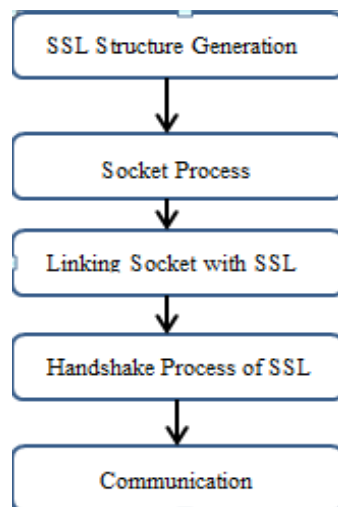 SSL Structure Generation
Socket Process
Linking Socket with SSL
Handshake Process of SSL
Communication